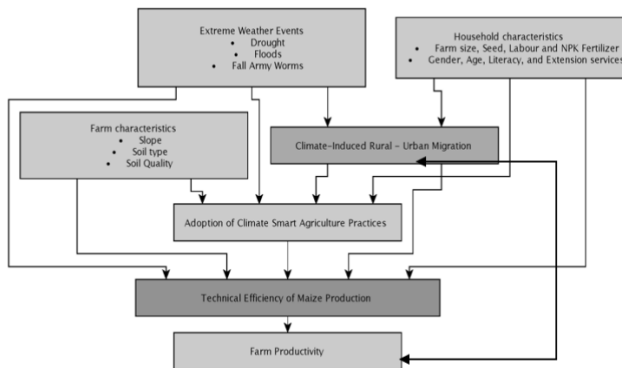 Extreme Weather Events
• Drought
• Floods
• Fall Army Worms
Household characteristics
• Farm size, Seed, Labour and NPK Fertilizer
• Gender, Age, Literacy, and Extension services
Farm characteristics
• Slope
• Soil type
• Soil Quality
Climate-Induced Rural - Urban Migration
Adoption of Climate Smart Agriculture Practices
Technical Efficiency of Maize Production
Farm Productivity